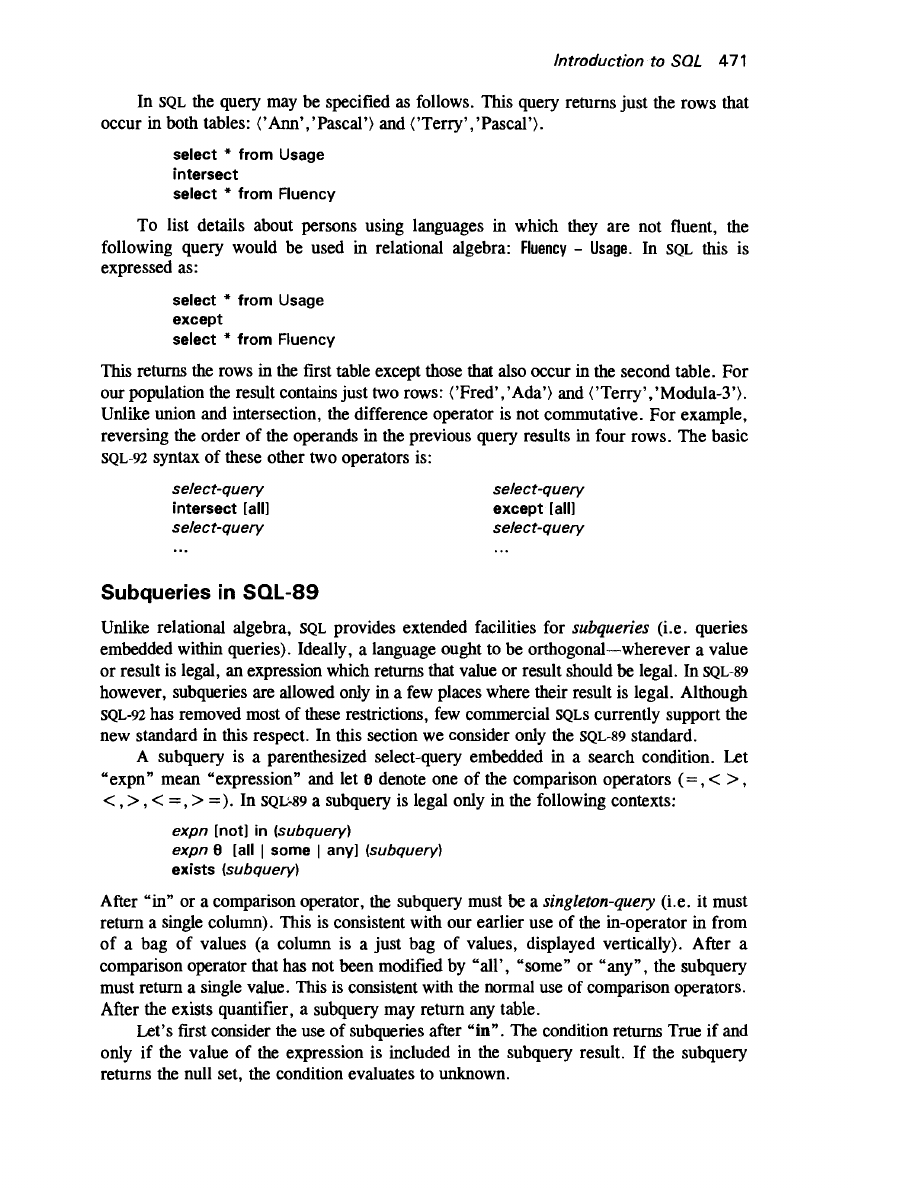 Introduction to SQL 471
In SQL the query may be specified as follows. This query returns just the rows that
occur in both tables: ('Ann','Pascal') and ('Terry','Pascal').
select * from Usage
intersect
select * from Fluency
To list details about persons using languages in which they are not fluent, the
following query would be used in relational algebra: Fluency – Usage. In SQL this is
expressed as:
select * from Usage
except
select * from Fluency
This returns the rows in the first table except those that also occur in the second table. For
our population the result contains just two rows: ('Fred','Ada') and ('Terry','Modula-3').
Unlike union and intersection, the difference operator is not commutative. For example,
reversing the order of the operands in the previous query results in four rows. The basic
SQL-92 syntax of these other two operators is:
select-query select-query
intersect [all] except [all]
select-query select-query
... ...
Subqueries in SQL-89
Unlike relational algebra, SQL provides extended facilities for subqueries (i.e. queries
embedded within queries). Ideally, a language ought to be orthogonal—wherever a value
or result is legal, an expression which returns that value or result should be legal. In SQL-89
however, subqueries are allowed only in a few places where their result is legal. Although
SQL-92 has removed most of these restrictions, few commercial SQLs currently support the
new standard in this respect. In this section we consider only the SQL-89 standard.
A subquery is a parenthesized select-query embedded in a search condition. Let
"expn" mean "expression" and let θ denote one of the comparison operators (=,< >,
<,>,< =,> =). In SQL-89 a subquery is legal only in the following contexts:
expn [not] in (subquery)
expn θ [all | some | any] (subquery)
exists (subquery)
After "in" or a comparison operator, the subquery must be a singleton-query (i.e. it must
return a single column). This is consistent with our earlier use of the in-operator in from
of a bag of values (a column is a just bag of values, displayed vertically). After a
comparison operator that has not been modified by "all', "some" or "any", the subquery
must return a single value. This is consistent with the normal use of comparison operators.
After the exists quantifier, a subquery may return any table.
Let's first consider the use of subqueries after "in". The condition returns True if and
only if the value of the expression is included in the subquery result. If the subquery
returns the null set, the condition evaluates to unknown.